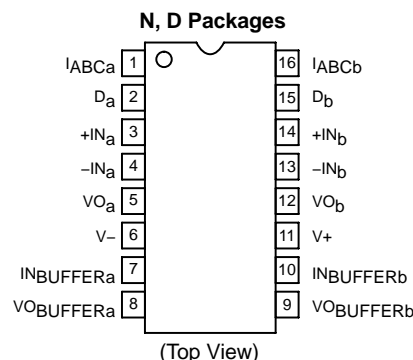 N, D Packages
IABCa 1 16 IABCb
Da 2 15 Db
+INa 3 14 +INb
−INa 4 13 −INb
VOa 5 12 VOb
V− 6 11 V+
INBUFFERa 7 10 INBUFFERb
VOBUFFERa 8 9 VOBUFFERb
(Top View)